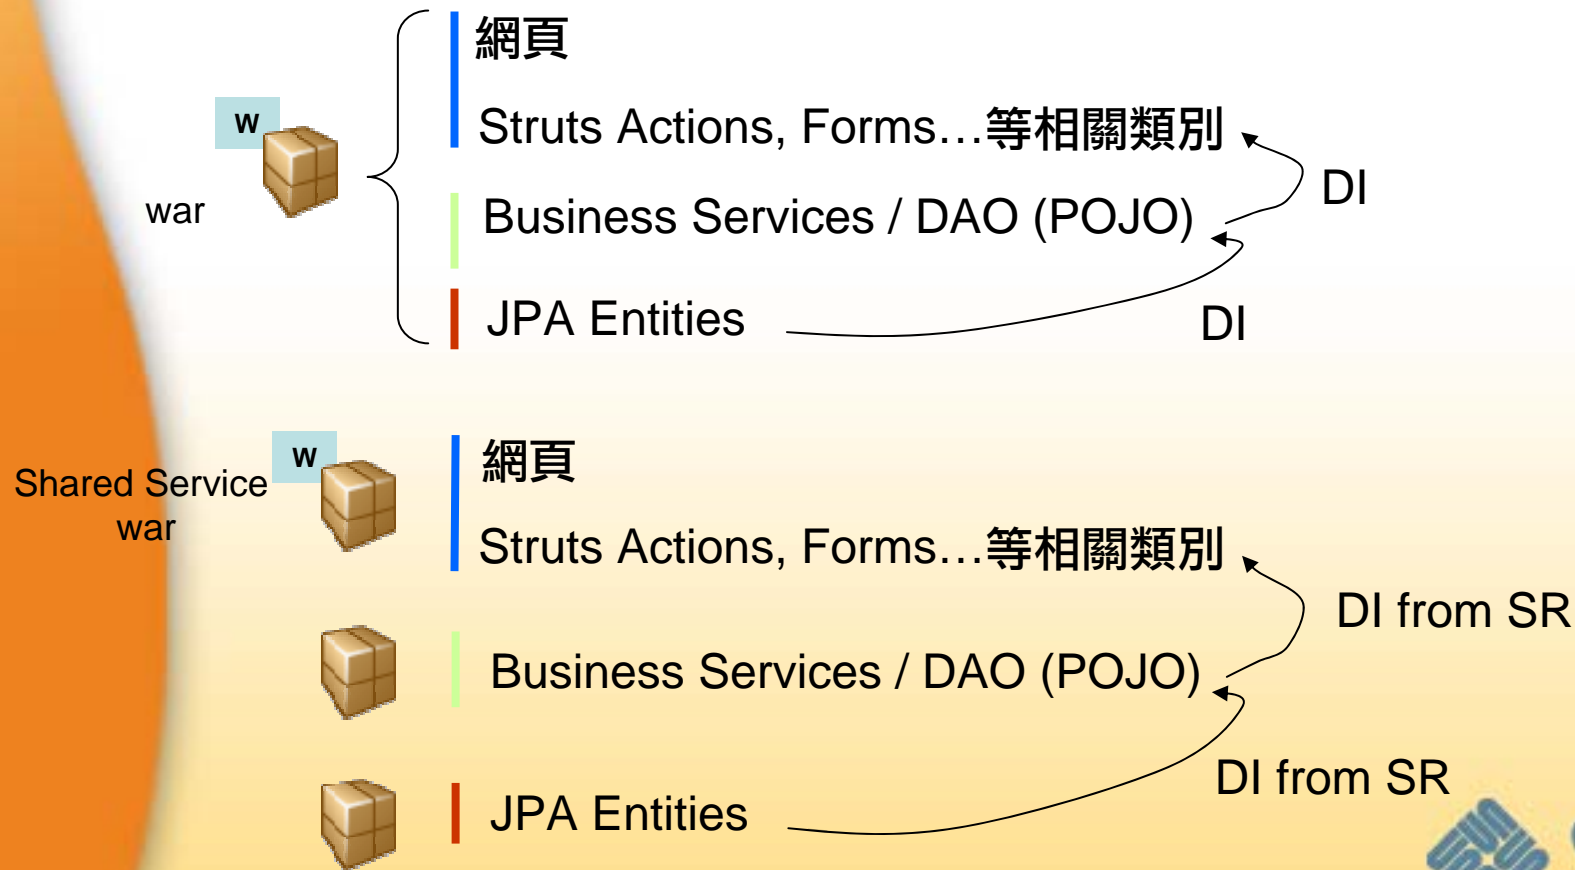 網頁
W
Struts Actions, Forms…等相關類別
war
Business Services / DAO (POJO)
DI
JPA Entities
DI
W
網頁
Shared Service
war
Struts Actions, Forms…等相關類別
DI from SR
Business Services / DAO (POJO)
DI from SR
JPA Entities